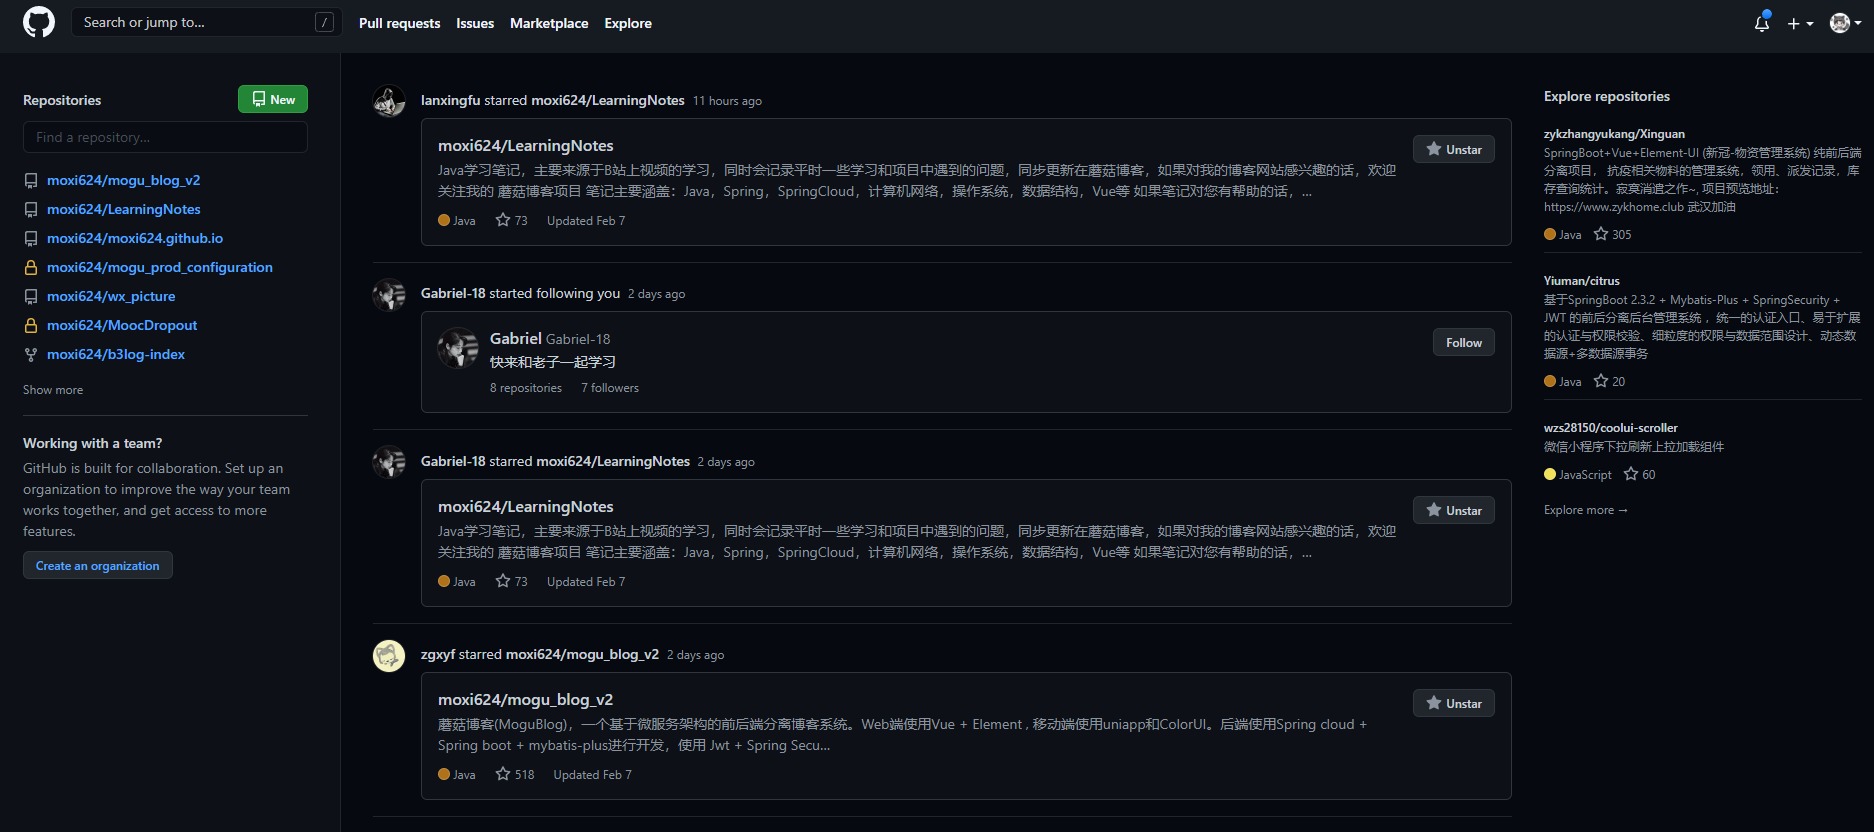 Search or jump to...
/
Pull requests
Issues
Marketplace
Explore
Repositories
New
Find a repository...
moxi624/mogu_blog_v2
moxi624/LearningNotes
moxi624/moxi624.github.io
moxi624/mogu_prod_configuration
moxi624/wx_picture
moxi624/MoocDropout
moxi624/b3log-index
Show more
Working with a team?
GitHub is built for collaboration. Set up an
organization to improve the way your team
works together, and get access to more
features.
Create an organization
lanxingfu starred moxi624/LearningNotes 11 hours ago
moxi624/LearningNotes
Unstar
Java学习笔记，主要来源于B站上视频的学习，同时会记录平时一些学习和项目中遇到的问题，同步更新在蘑菇博客，如果对我的博客网站感兴趣的话，欢迎
关注我的 蘑菇博客项目 笔记主要涵盖：Java，Spring，SpringCloud，计算机网络，操作系统，数据结构，Vue等 如果笔记对您有帮助的话，...
Java 73 Updated Feb 7
Gabriel-18 started following you 2 days ago
Gabriel Gabriel-18
Follow
快来和老子一起学习
8 repositories 7 followers
Gabriel-18 starred moxi624/LearningNotes 2 days ago
moxi624/LearningNotes
Unstar
Java学习笔记，主要来源于B站上视频的学习，同时会记录平时一些学习和项目中遇到的问题，同步更新在蘑菇博客，如果对我的博客网站感兴趣的话，欢迎
关注我的 蘑菇博客项目 笔记主要涵盖：Java，Spring，SpringCloud，计算机网络，操作系统，数据结构，Vue等 如果笔记对您有帮助的话，...
Java 73 Updated Feb 7
zgxyf starred moxi624/mogu_blog_v2 2 days ago
moxi624/mogu_blog_v2
Unstar
蘑菇博客(MoguBlog)，一个基于微服务架构的前后端分离博客系统。Web端使用Vue + Element , 移动端使用uniapp和ColorUI。后端使用Spring cloud +
Spring boot + mybatis-plus进行开发，使用 Jwt + Spring Secu...
Java 518 Updated Feb 7
Explore repositories
zykzhangyukang/Xinguan
SpringBoot+Vue+Element-UI (新冠-物资管理系统) 纯前后端
分离项目， 抗疫相关物料的管理系统，领用、派发记录，库
存查询统计。寂寞消遣之作~, 项目预览地址：
https://www.zykhome.club 武汉加油
Java 305
Yiuman/citrus
基于SpringBoot 2.3.2 + Mybatis-Plus + SpringSecurity +
JWT 的前后分离后台管理系统 ，统一的认证入口、易于扩展
的认证与权限校验、细粒度的权限与数据范围设计、动态数
据源+多数据源事务
Java 20
wzs28150/coolui-scroller
微信小程序下拉刷新上拉加载组件
JavaScript 60
Explore more →